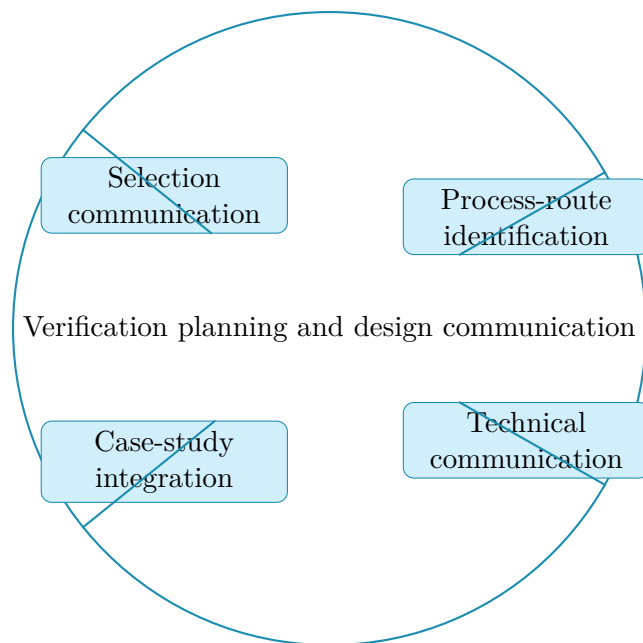 Selection
communication
Process-route
identification
Verification planning and design communication
Case-study
integration
Technical
communication